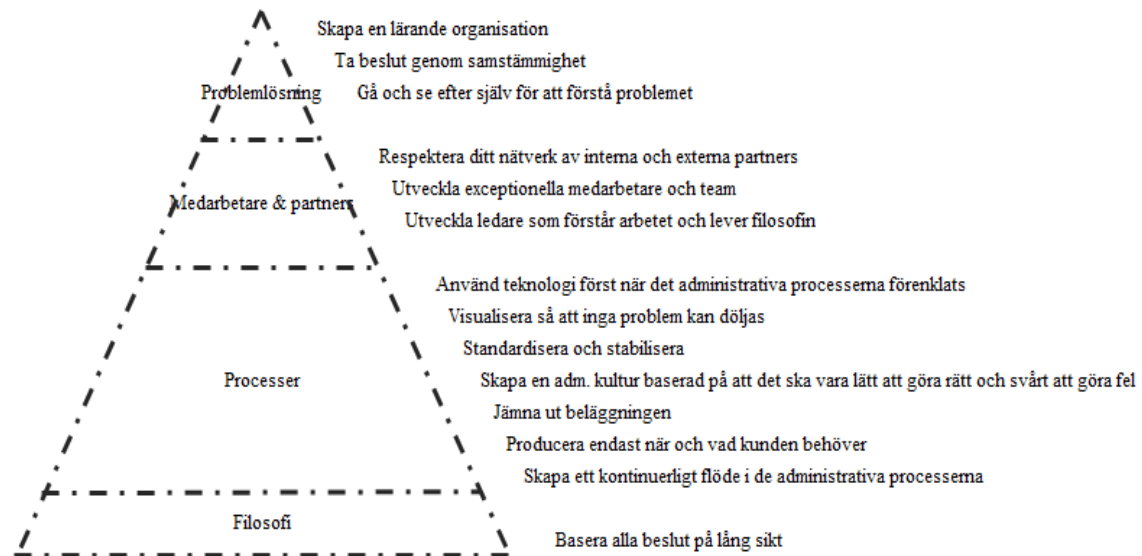 Skapa en lärande organisation
Ta beslut genom samstämmighet
Problemlösning
Gå och se efter själv för att förstå problemet
Respektera ditt nätverk av interna och externa partners
Utveckla exceptionella medarbetare och team
Medarbetare & partners
Utveckla ledare som förstår arbetet och lever filosofin
Använd teknologi först när det administrativa processerna förenklats
Visualisera så att inga problem kan döljas
Standardisera och stabilisera
Processer
Skapa en adm. kultur baserad på att det ska vara lätt att göra rätt och svårt att göra fel
Jämna ut beläggningen
Producera endast när och vad kunden behöver
Skapa ett kontinuerligt flöde i de administrativa processerna
Filosofi
Basera alla beslut på lång sikt